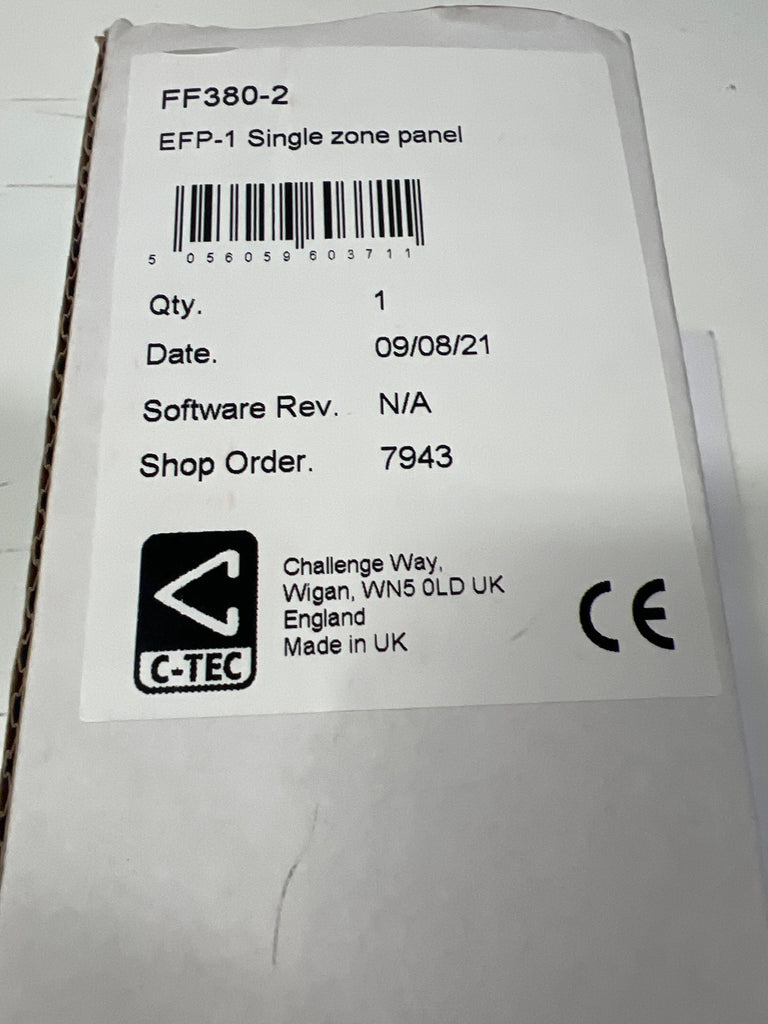 FF380-2
EFP-1 Single zone panel
5 056059 603711
Qty. 1
Date. 09/08/21
Software Rev. N/A
Shop Order. 7943
Challenge Way,
Wigan, WN5 0LD UK
England
Made in UK
C-TEC
CE